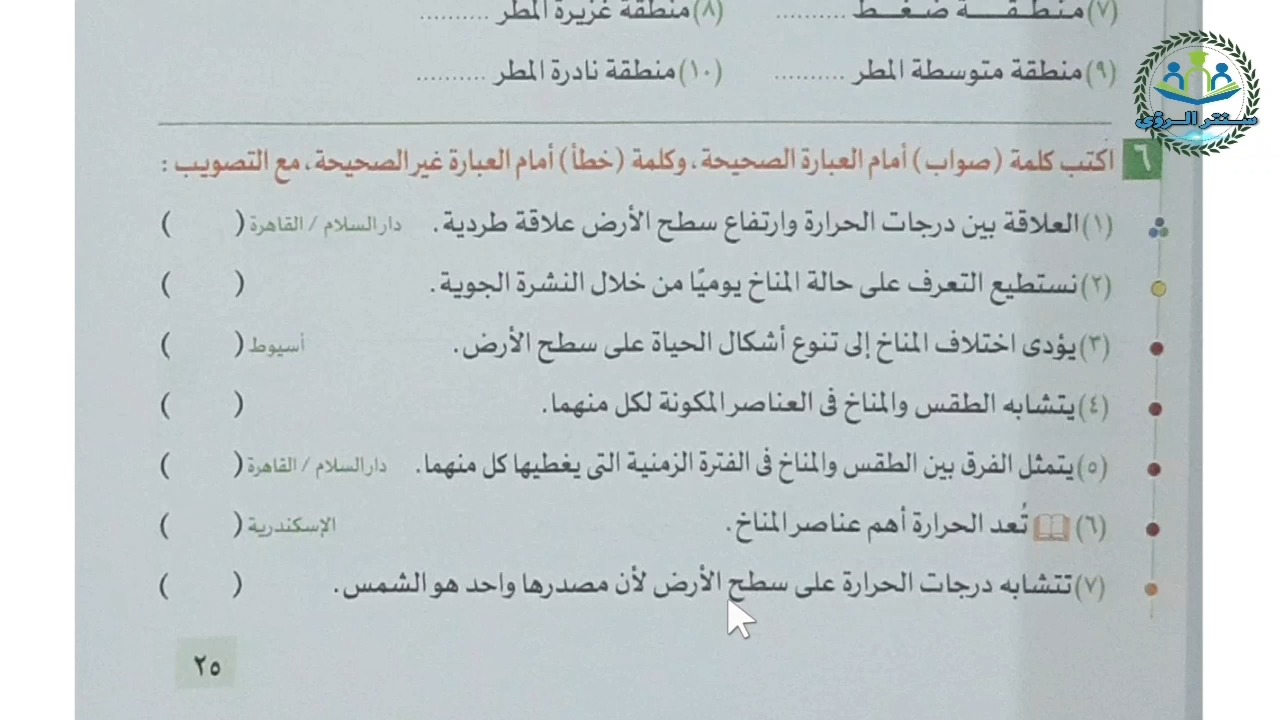 (٧) منطقة ضغط .......... (٨) منطقة غزيرة المطر ..........
(٩) منطقة متوسطة المطر .......... (١٠) منطقة نادرة المطر ..........
سنتر الرؤى
٦ اكتب كلمة (صواب) أمام العبارة الصحيحة، وكلمة (خطأ) أمام العبارة غير الصحيحة، مع التصويب :
(١) العلاقة بين درجات الحرارة وارتفاع سطح الأرض علاقة طردية. دار السلام / القاهرة ( )
(٢) نستطيع التعرف على حالة المناخ يوميًا من خلال النشرة الجوية. ( )
(٣) يؤدى اختلاف المناخ إلى تنوع أشكال الحياة على سطح الأرض. أسيوط ( )
(٤) يتشابه الطقس والمناخ فى العناصر المكونة لكل منهما. ( )
(٥) يتمثل الفرق بين الطقس والمناخ فى الفترة الزمنية التى يغطيها كل منهما. دار السلام / القاهرة ( )
(٦) تُعد الحرارة أهم عناصر المناخ. الإسكندرية ( )
(٧) تتشابه درجات الحرارة على سطح الأرض لأن مصدرها واحد هو الشمس. ( )
٢٥